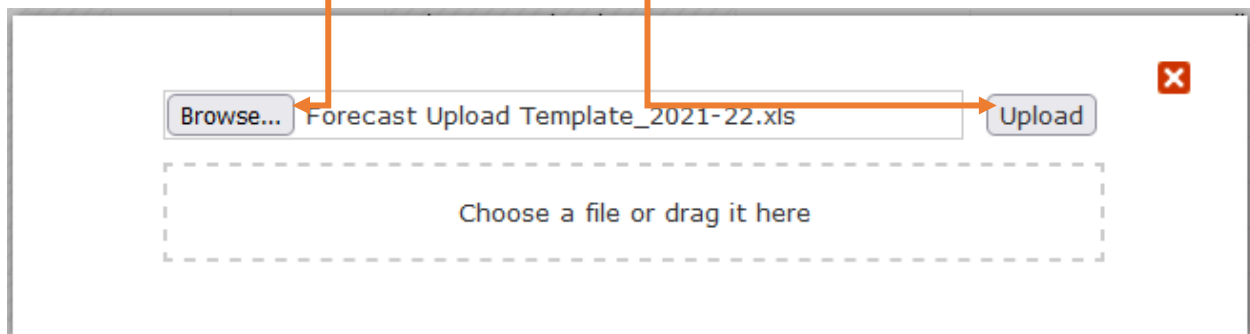 Browse... Forecast Upload Template_2021-22.xls Upload
Choose a file or drag it here